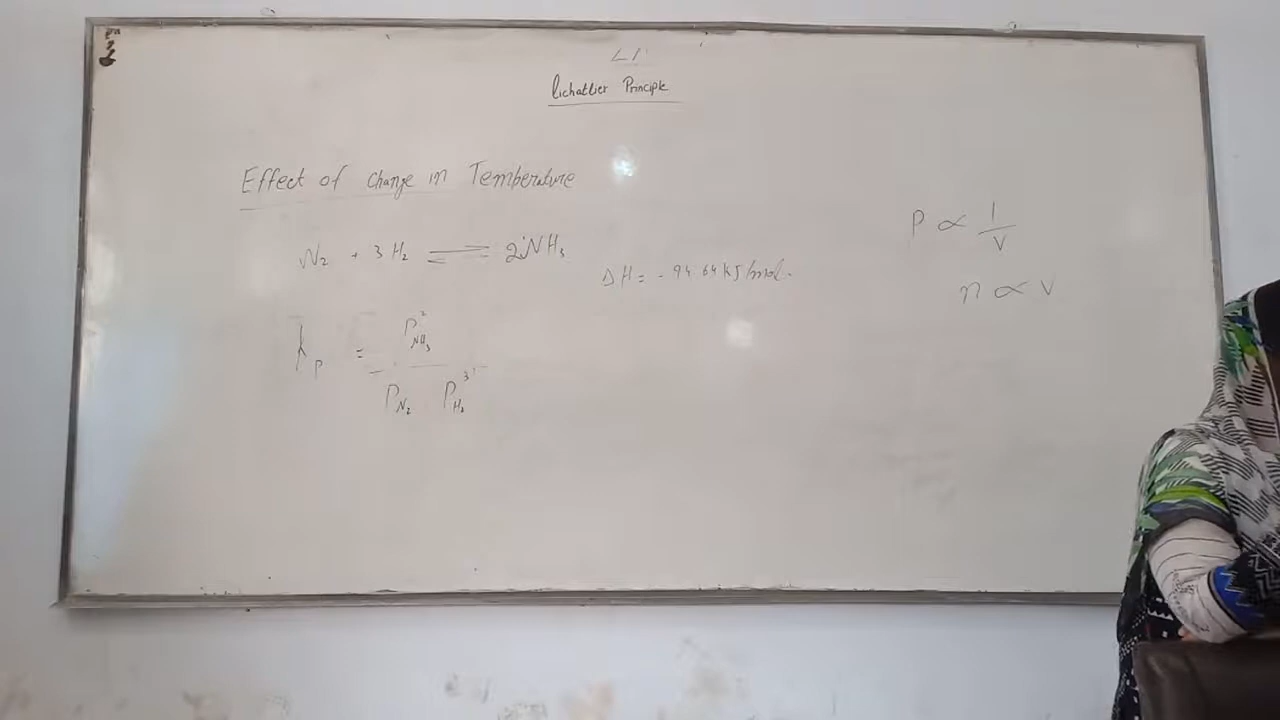 lichatlier Principle
Effect of change in Temperature
N₂ + 3H₂ ⇌ 2NH₃
ΔH = - 94.64 kJ/mol.
Kp = P²NH₃ / PN₂ . P³H₂
P ∝ 1/V
n ∝ V